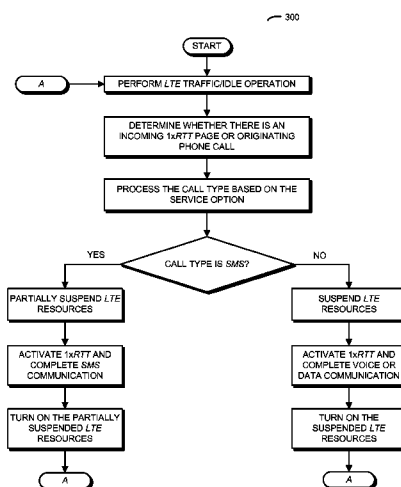 300
START
A
PERFORM LTE TRAFFIC/IDLE OPERATION
DETERMINE WHETHER THERE IS AN
INCOMING 1xRTT PAGE OR ORIGINATING
PHONE CALL
PROCESS THE CALL TYPE BASED ON THE
SERVICE OPTION
YES
CALL TYPE IS SMS?
NO
PARTIALLY SUSPEND LTE
RESOURCES
ACTIVATE 1xRTT AND
COMPLETE SMS
COMMUNICATION
TURN ON THE PARTIALLY
SUSPENDED LTE
RESOURCES
A
SUSPEND LTE
RESOURCES
ACTIVATE 1xRTT AND
COMPLETE VOICE OR
DATA COMMUNICATION
TURN ON THE
SUSPENDED LTE
RESOURCES
A